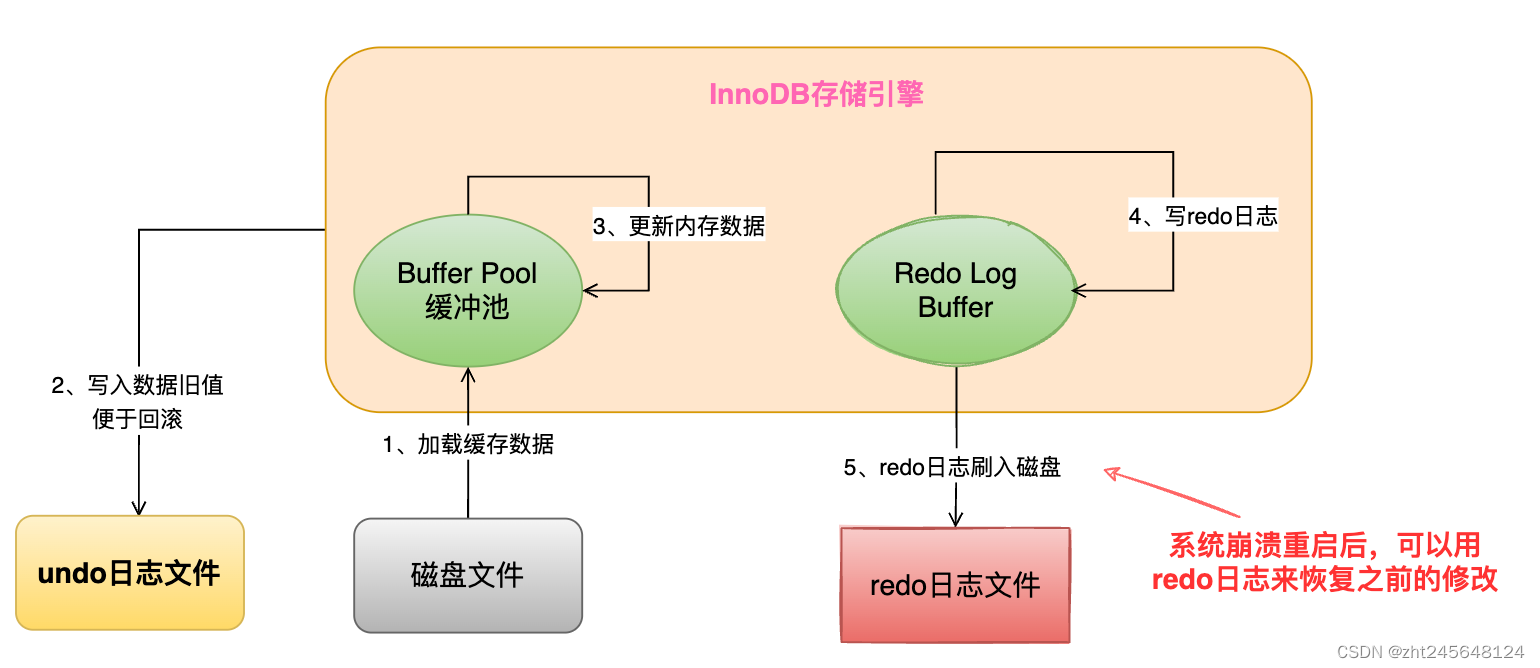 InnoDB存储引擎
3、更新内存数据
4、写redo日志
Buffer Pool
缓冲池
Redo Log
Buffer
2、写入数据旧值
便于回滚
1、加载缓存数据
5、redo日志刷入磁盘
undo日志文件
磁盘文件
redo日志文件
系统崩溃重启后，可以用
redo日志来恢复之前的修改
CSDN @zht245648124